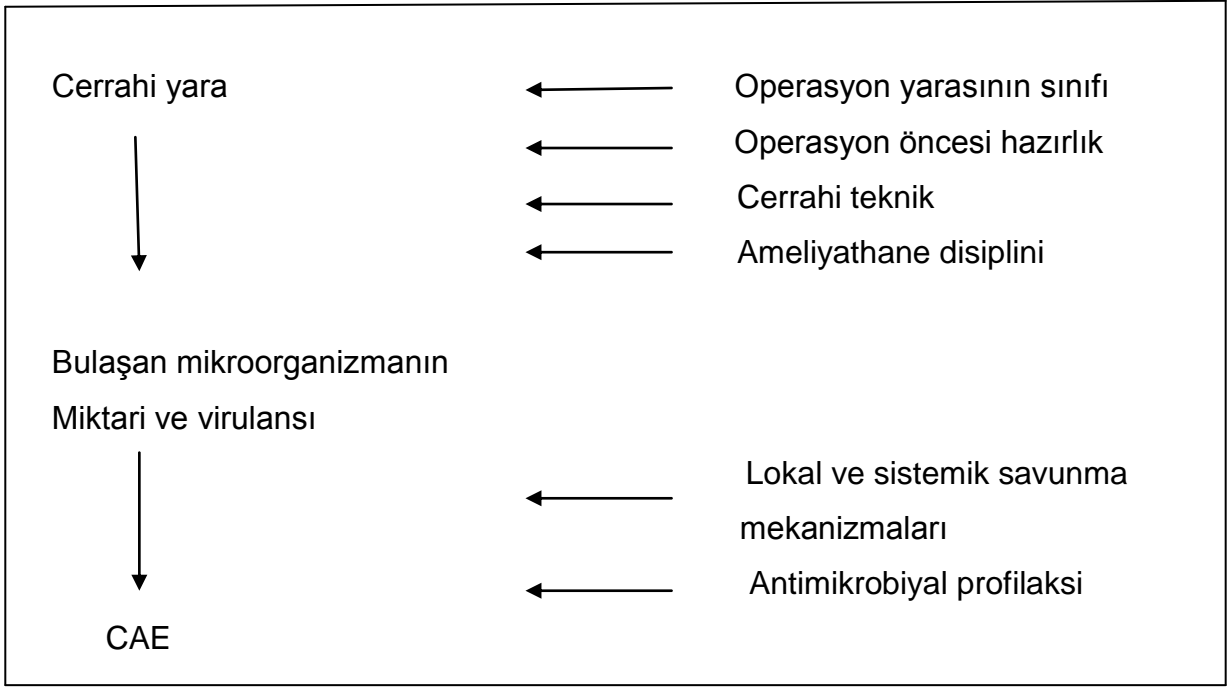 Cerrahi yara
Operasyon yarasının sınıfı
Operasyon öncesi hazırlık
Cerrahi teknik
Ameliyathane disiplini
Bulaşan mikroorganizmanın
Miktari ve virulansı
Lokal ve sistemik savunma
mekanizmaları
Antimikrobiyal profilaksi
CAE